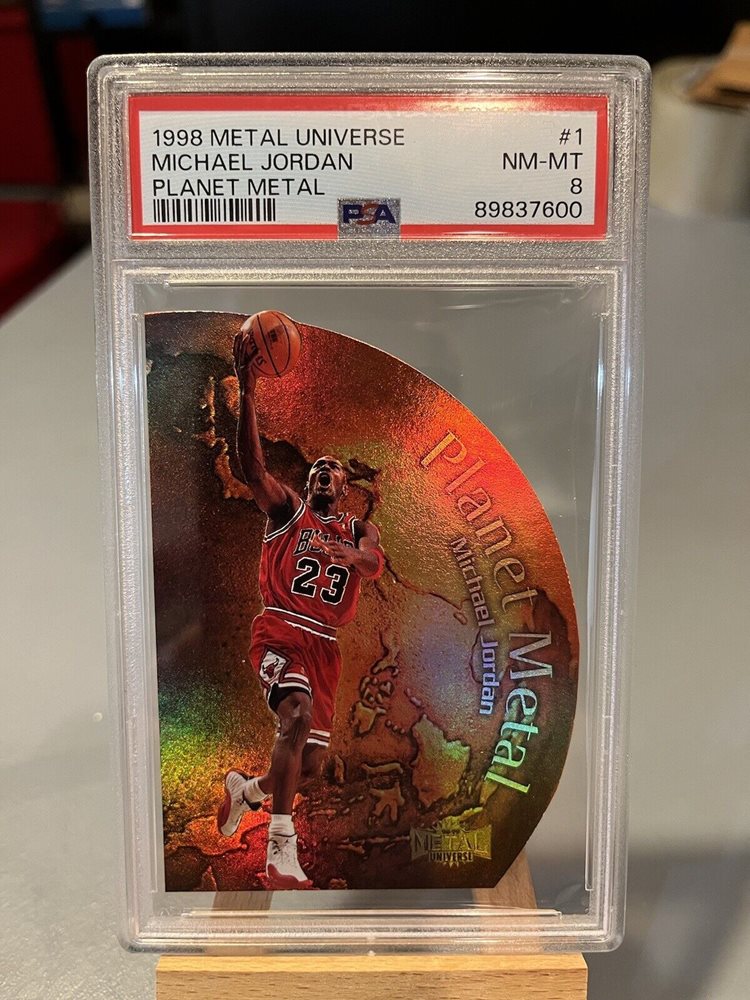 1998 METAL UNIVERSE #1
MICHAEL JORDAN NM-MT
PLANET METAL 8
PSA 89837600
Planet Metal
Michael Jordan
23
METAL
UNIVERSE